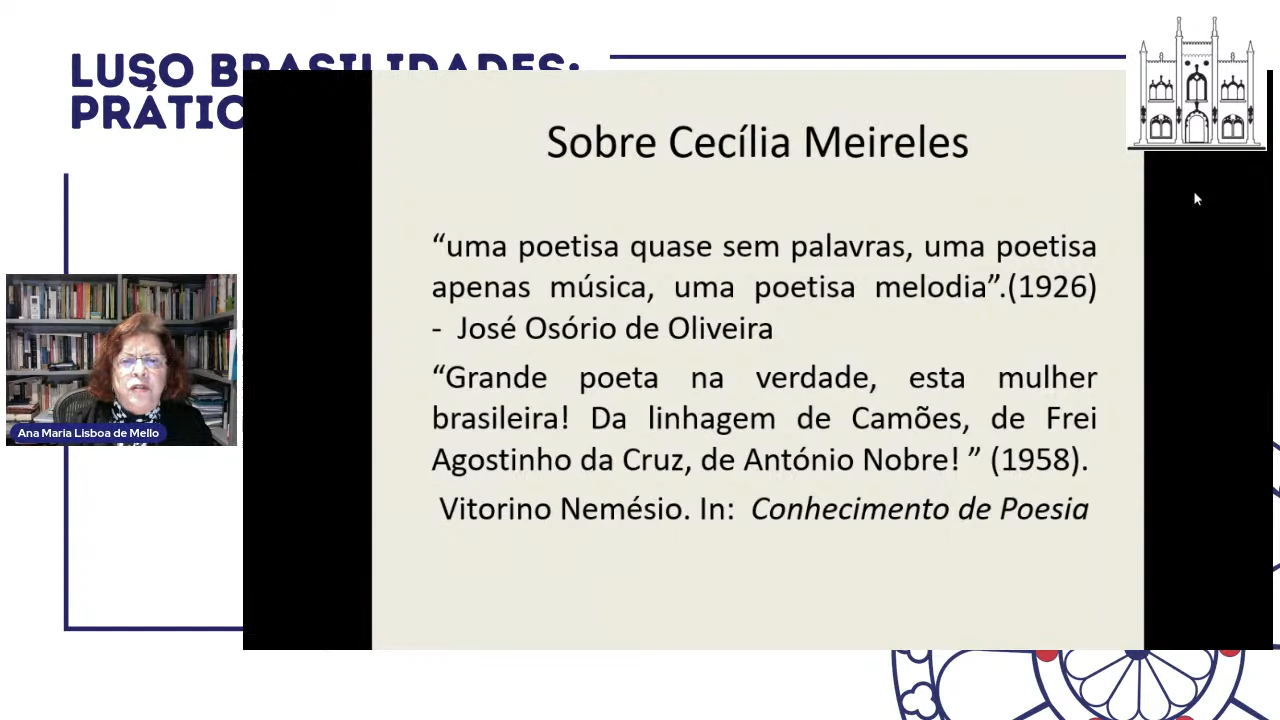 LUSO BRASILIDADES:
Sobre Cecília Meireles
“uma poetisa quase sem palavras, uma poetisa
apenas música, uma poetisa melodia”.(1926)
- José Osório de Oliveira
“Grande poeta na verdade, esta mulher
brasileira! Da linhagem de Camões, de Frei
Agostinho da Cruz, de António Nobre! ” (1958).
Vitorino Nemésio. In: Conhecimento de Poesia
Ana Maria Lisboa de Mello